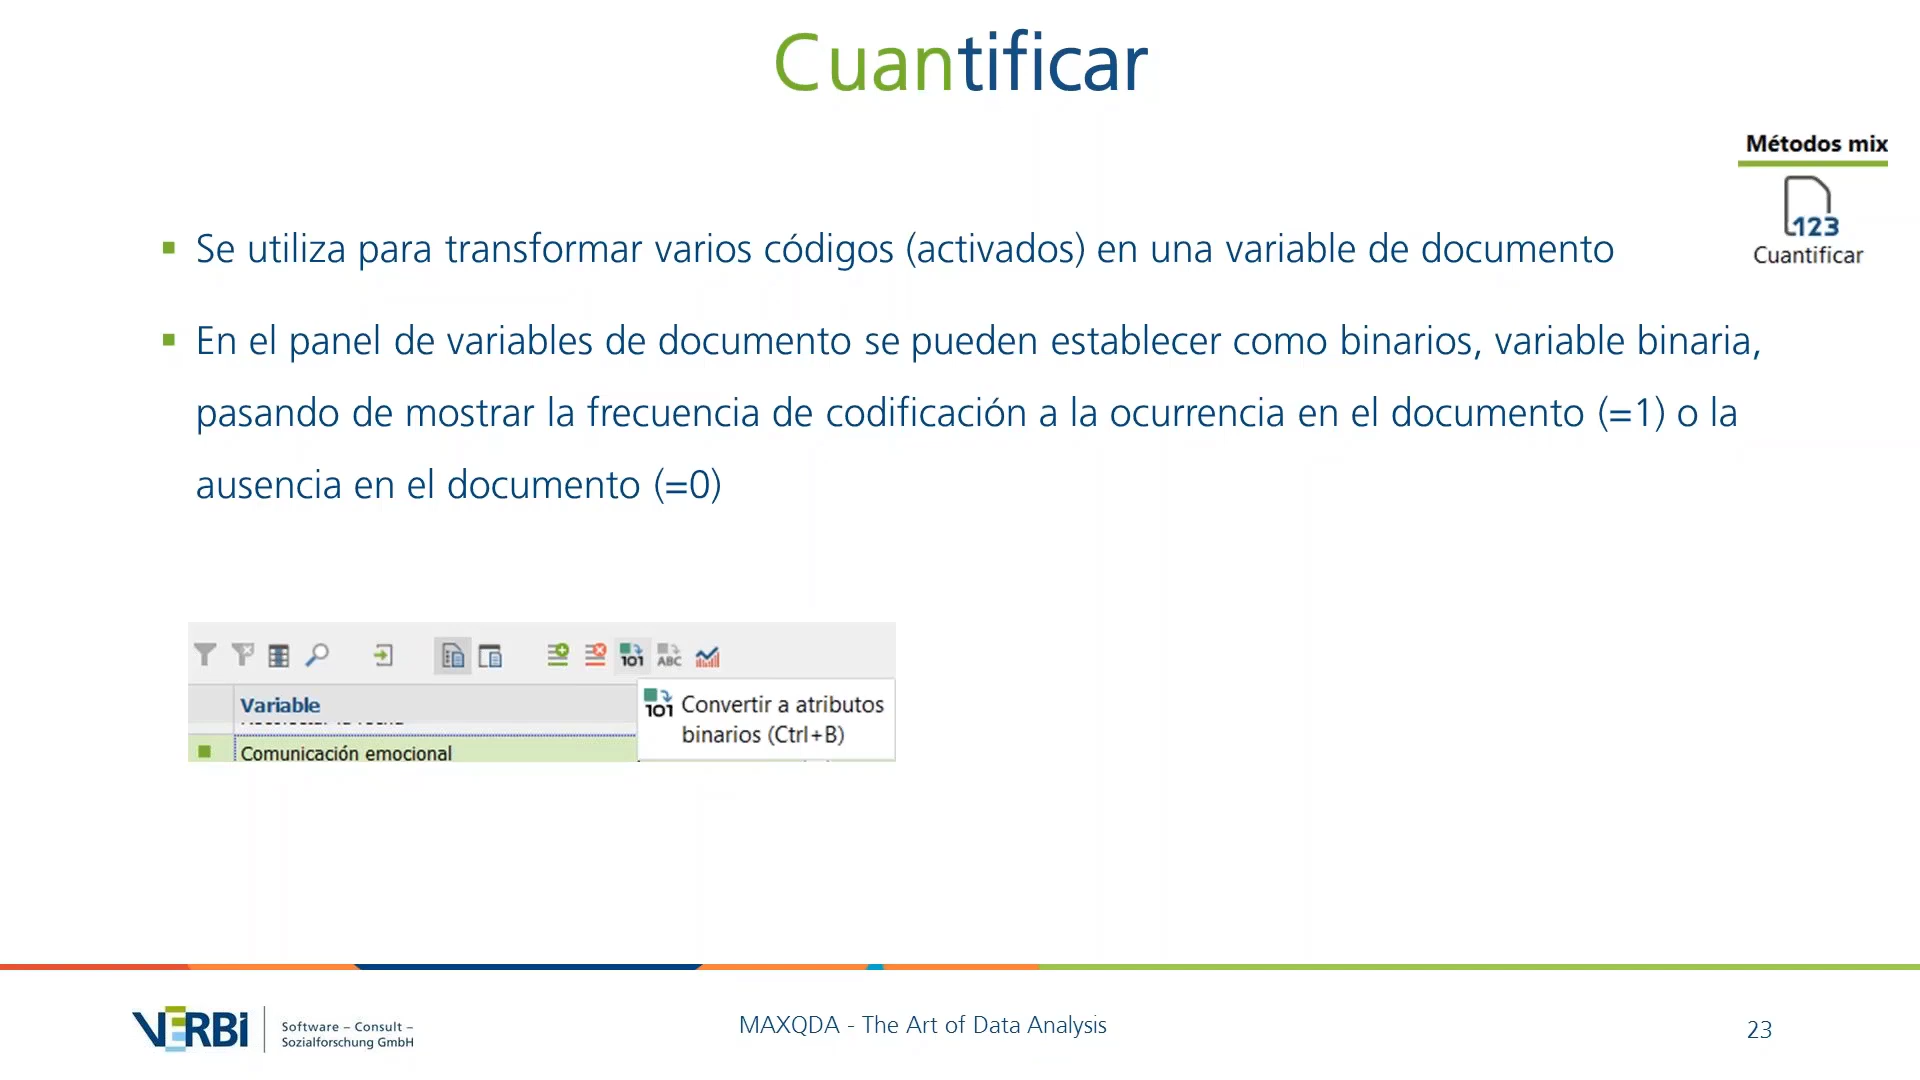 Cuantificar
Métodos mix
123
Cuantificar
Se utiliza para transformar varios códigos (activados) en una variable de documento
En el panel de variables de documento se pueden establecer como binarios, variable binaria,
pasando de mostrar la frecuencia de codificación a la ocurrencia en el documento (=1) o la
ausencia en el documento (=0)
101 ABC
Variable
101 Convertir a atributos
binarios (Ctrl+B)
Comunicación emocional
VERBI Software – Consult –
Sozialforschung GmbH
MAXQDA - The Art of Data Analysis
23